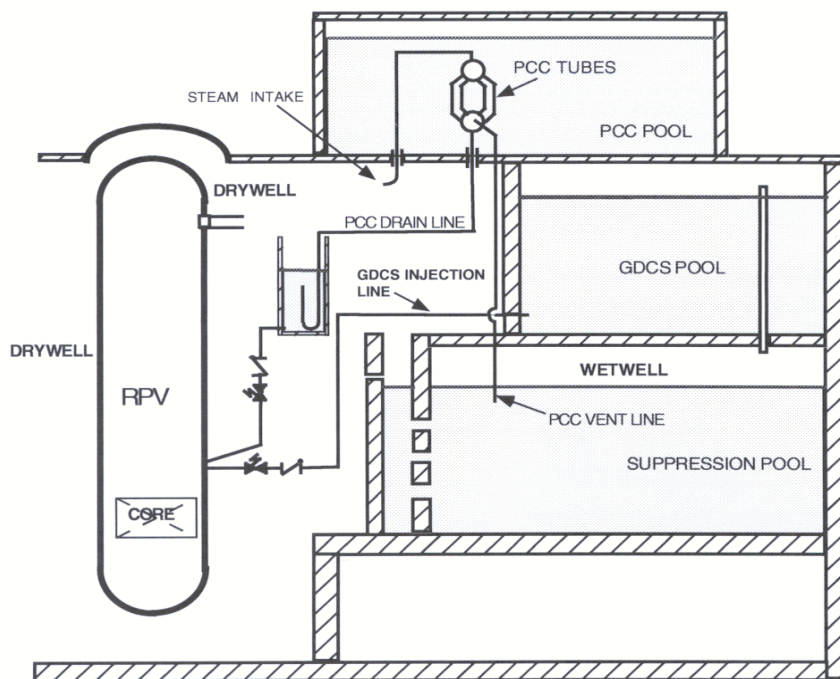 PCC TUBES
STEAM INTAKE
PCC POOL
DRYWELL
PCC DRAIN LINE
GDCS POOL
GDCS INJECTION
LINE
DRYWELL
WETWELL
RPV
PCC VENT LINE
SUPPRESSION POOL
CORE